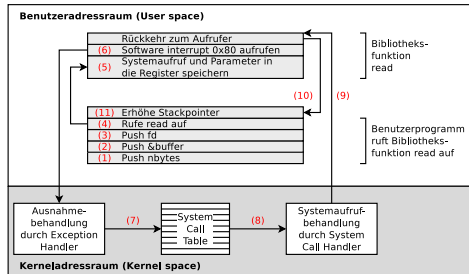 Benutzeradressraum (User space)
Rückkehr zum Aufrufer
(6) Software interrupt 0x80 aufrufen
(5) Systemaufruf und Parameter in
die Register speichern
Bibliotheks-
funktion
read
(10)
(9)
(11) Erhöhe Stackpointer
(4) Rufe read auf
(3) Push fd
(2) Push &buffer
(1) Push nbytes
Benutzerprogramm
ruft Bibliotheks-
funktion read auf
Ausnahme-
behandlung
durch Exception
Handler
(7)
System
Call
Table
(8)
Systemaufruf-
behandlung
durch System
Call Handler
Kerneladressraum (Kernel space)